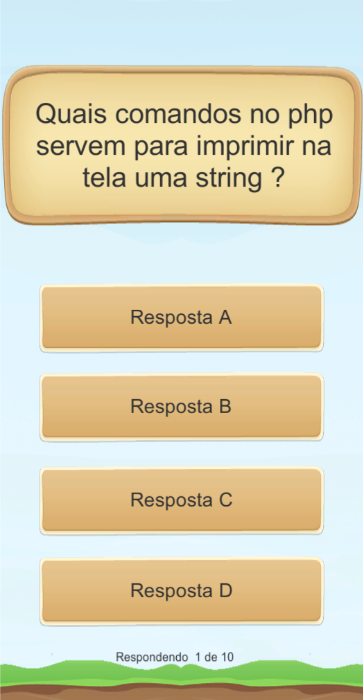 Quais comandos no php
servem para imprimir na
tela uma string ?
Resposta A
Resposta B
Resposta C
Resposta D
Respondendo 1 de 10